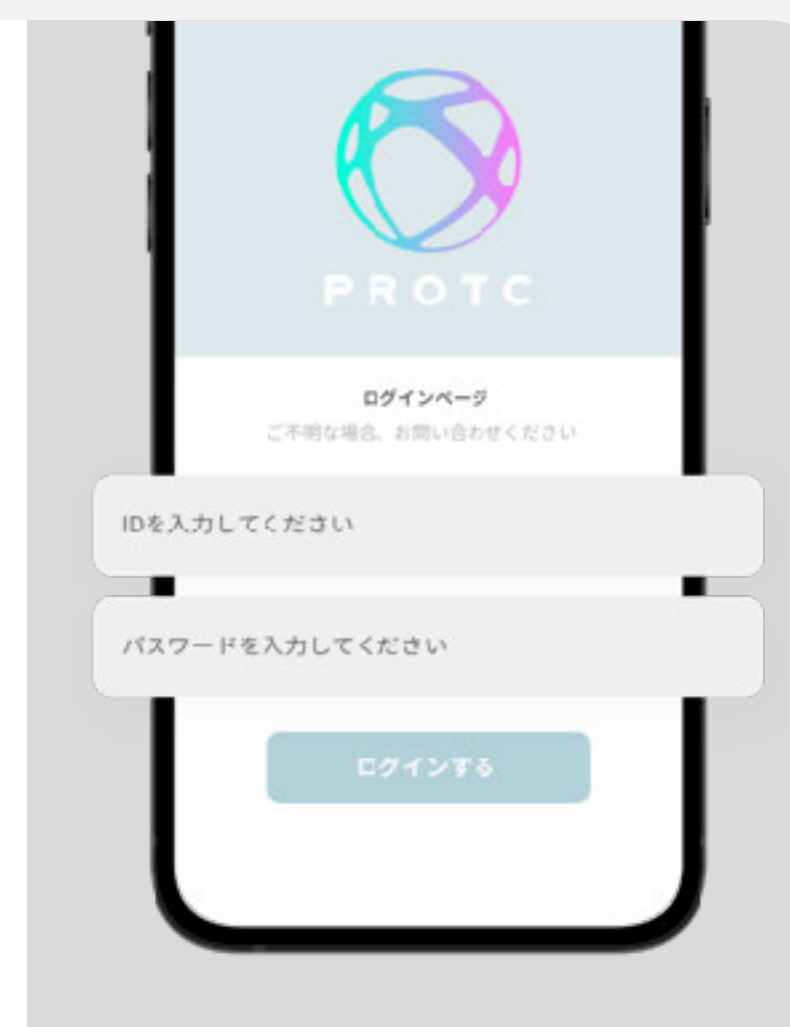 PROTC
ログインページ
ご不明な場合、お問い合わせください
IDを入力してください
パスワードを入力してください
ログインする